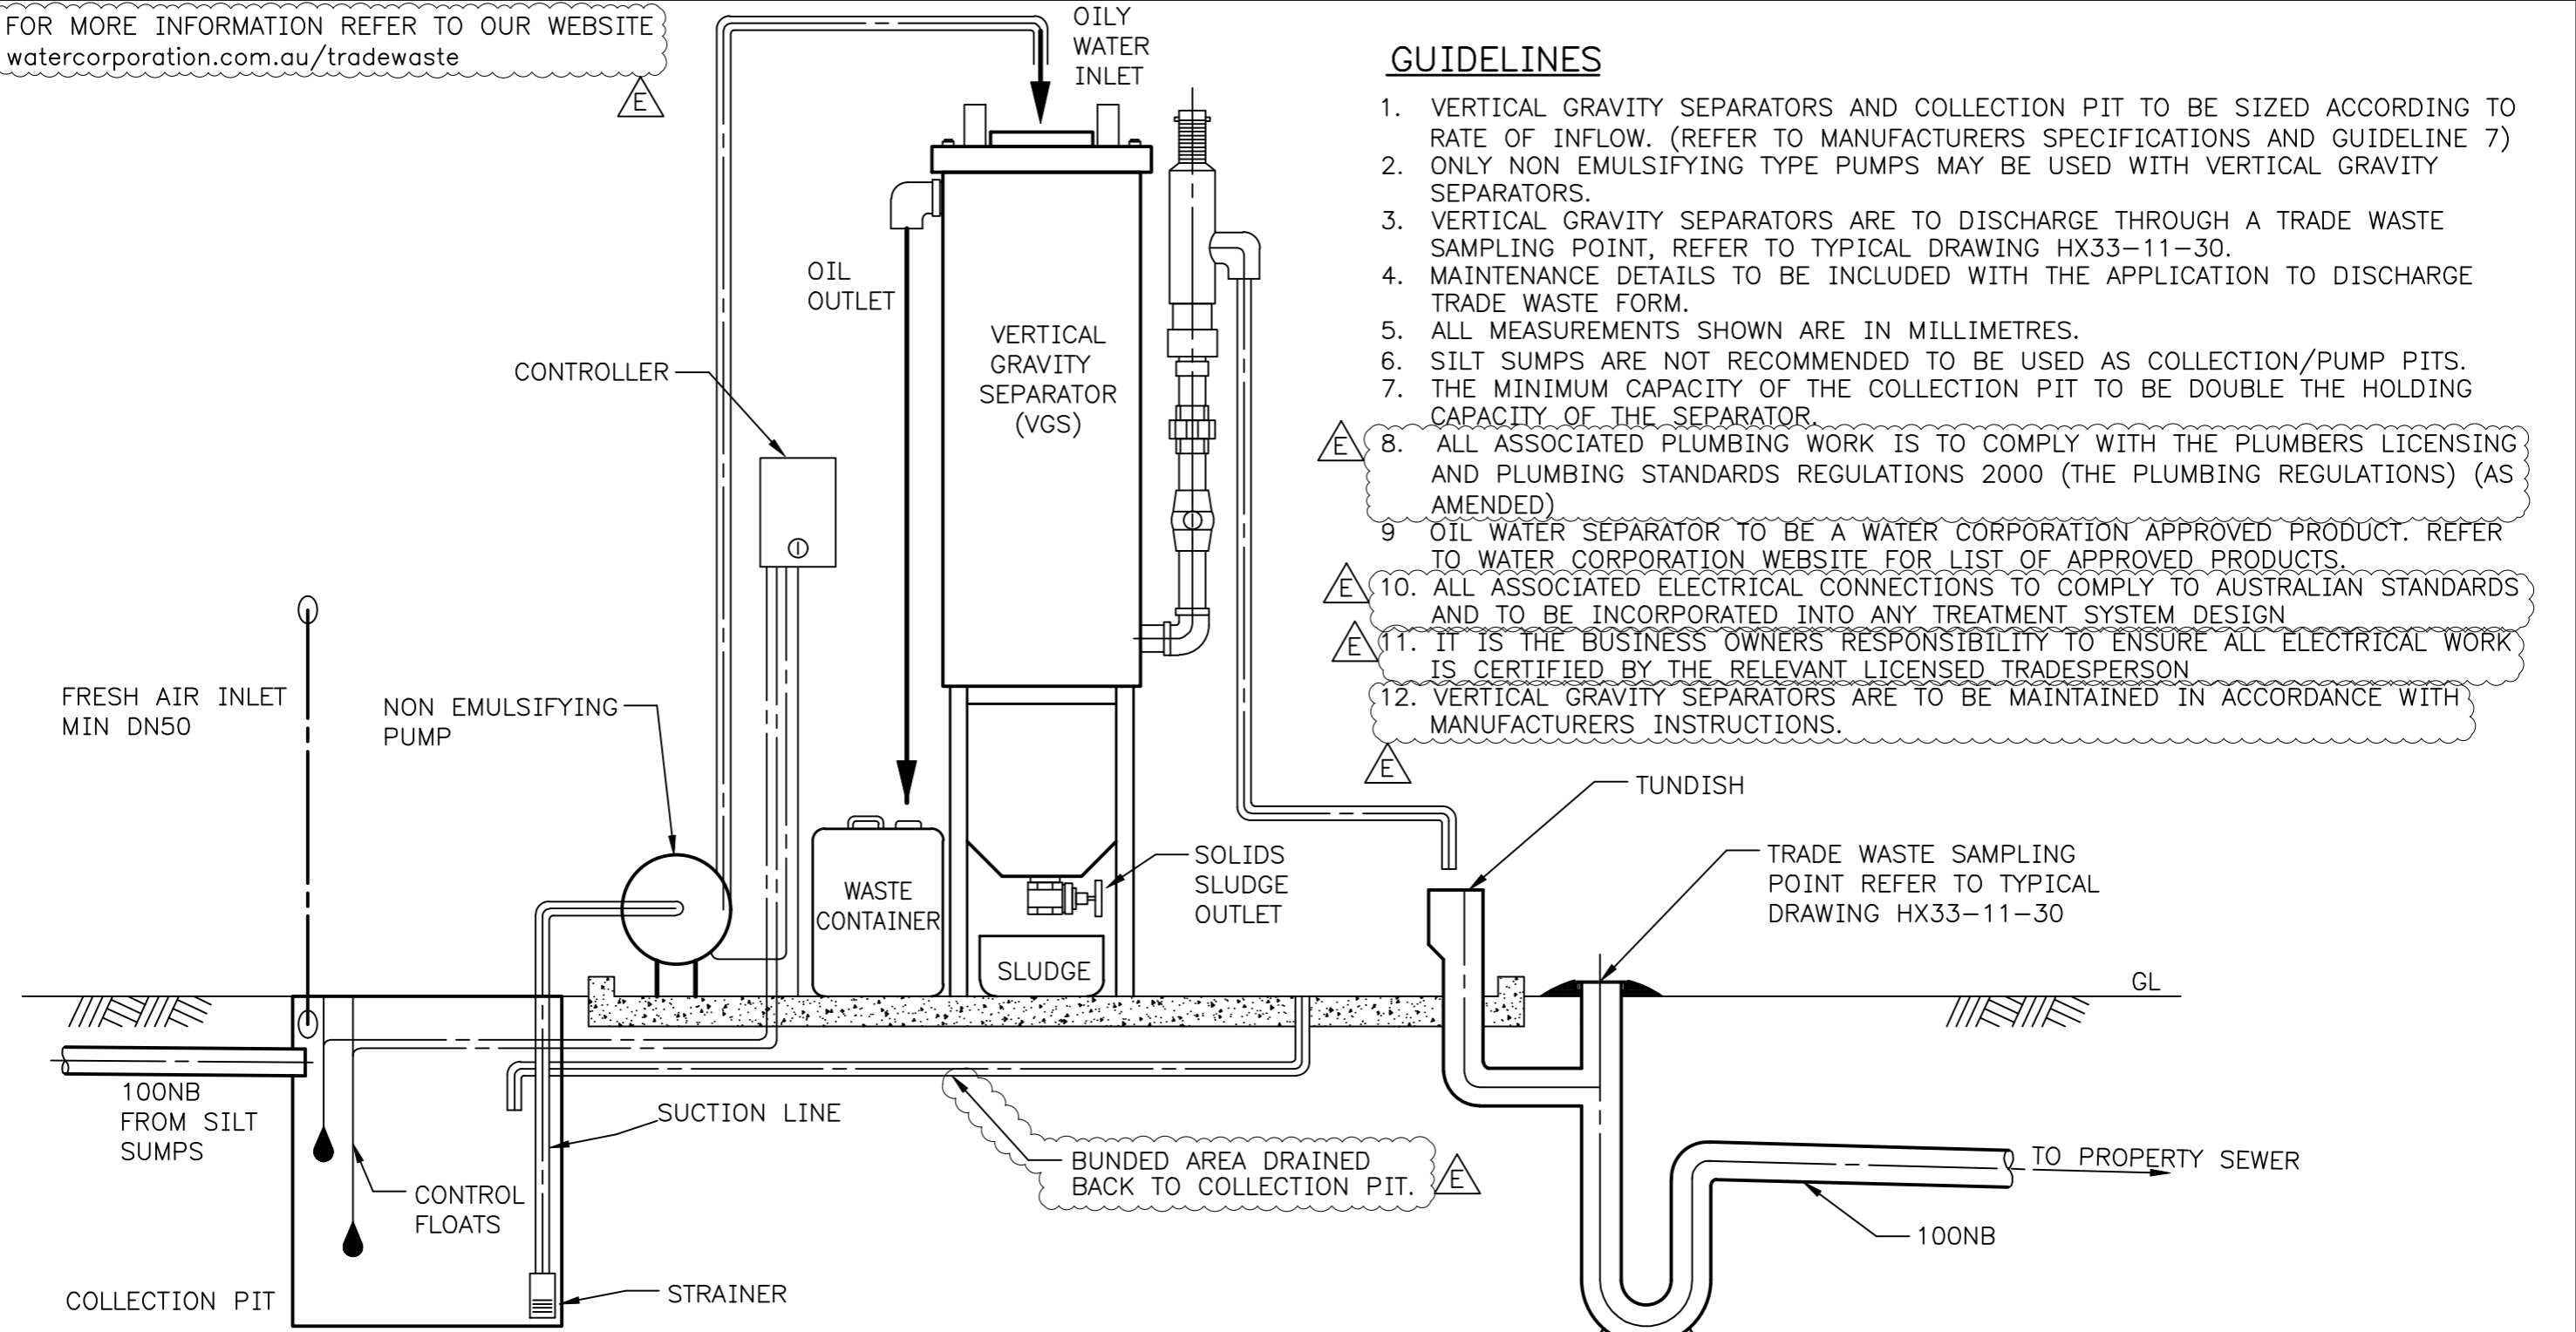 FOR MORE INFORMATION REFER TO OUR WEBSITE
watercorporation.com.au/tradewaste
E
OILY
WATER
INLET
OIL
OUTLET
VERTICAL
GRAVITY
SEPARATOR
(VGS)
CONTROLLER
FRESH AIR INLET
MIN DN50
NON EMULSIFYING
PUMP
WASTE
CONTAINER
SOLIDS
SLUDGE
OUTLET
SLUDGE
100NB
FROM SILT
SUMPS
SUCTION LINE
CONTROL
FLOATS
COLLECTION PIT
STRAINER
BUNDED AREA DRAINED
BACK TO COLLECTION PIT.
E
GUIDELINES
1. VERTICAL GRAVITY SEPARATORS AND COLLECTION PIT TO BE SIZED ACCORDING TO
RATE OF INFLOW. (REFER TO MANUFACTURERS SPECIFICATIONS AND GUIDELINE 7)
2. ONLY NON EMULSIFYING TYPE PUMPS MAY BE USED WITH VERTICAL GRAVITY
SEPARATORS.
3. VERTICAL GRAVITY SEPARATORS ARE TO DISCHARGE THROUGH A TRADE WASTE
SAMPLING POINT, REFER TO TYPICAL DRAWING HX33-11-30.
4. MAINTENANCE DETAILS TO BE INCLUDED WITH THE APPLICATION TO DISCHARGE
TRADE WASTE FORM.
5. ALL MEASUREMENTS SHOWN ARE IN MILLIMETRES.
6. SILT SUMPS ARE NOT RECOMMENDED TO BE USED AS COLLECTION/PUMP PITS.
7. THE MINIMUM CAPACITY OF THE COLLECTION PIT TO BE DOUBLE THE HOLDING
CAPACITY OF THE SEPARATOR.
E 8. ALL ASSOCIATED PLUMBING WORK IS TO COMPLY WITH THE PLUMBERS LICENSING
AND PLUMBING STANDARDS REGULATIONS 2000 (THE PLUMBING REGULATIONS) (AS
AMENDED)
9 OIL WATER SEPARATOR TO BE A WATER CORPORATION APPROVED PRODUCT. REFER
TO WATER CORPORATION WEBSITE FOR LIST OF APPROVED PRODUCTS.
E 10. ALL ASSOCIATED ELECTRICAL CONNECTIONS TO COMPLY TO AUSTRALIAN STANDARDS
AND TO BE INCORPORATED INTO ANY TREATMENT SYSTEM DESIGN
E 11. IT IS THE BUSINESS OWNERS RESPONSIBILITY TO ENSURE ALL ELECTRICAL WORK
IS CERTIFIED BY THE RELEVANT LICENSED TRADESPERSON
12. VERTICAL GRAVITY SEPARATORS ARE TO BE MAINTAINED IN ACCORDANCE WITH
MANUFACTURERS INSTRUCTIONS.
E
TUNDISH
TRADE WASTE SAMPLING
POINT REFER TO TYPICAL
DRAWING HX33-11-30
GL
TO PROPERTY SEWER
100NB